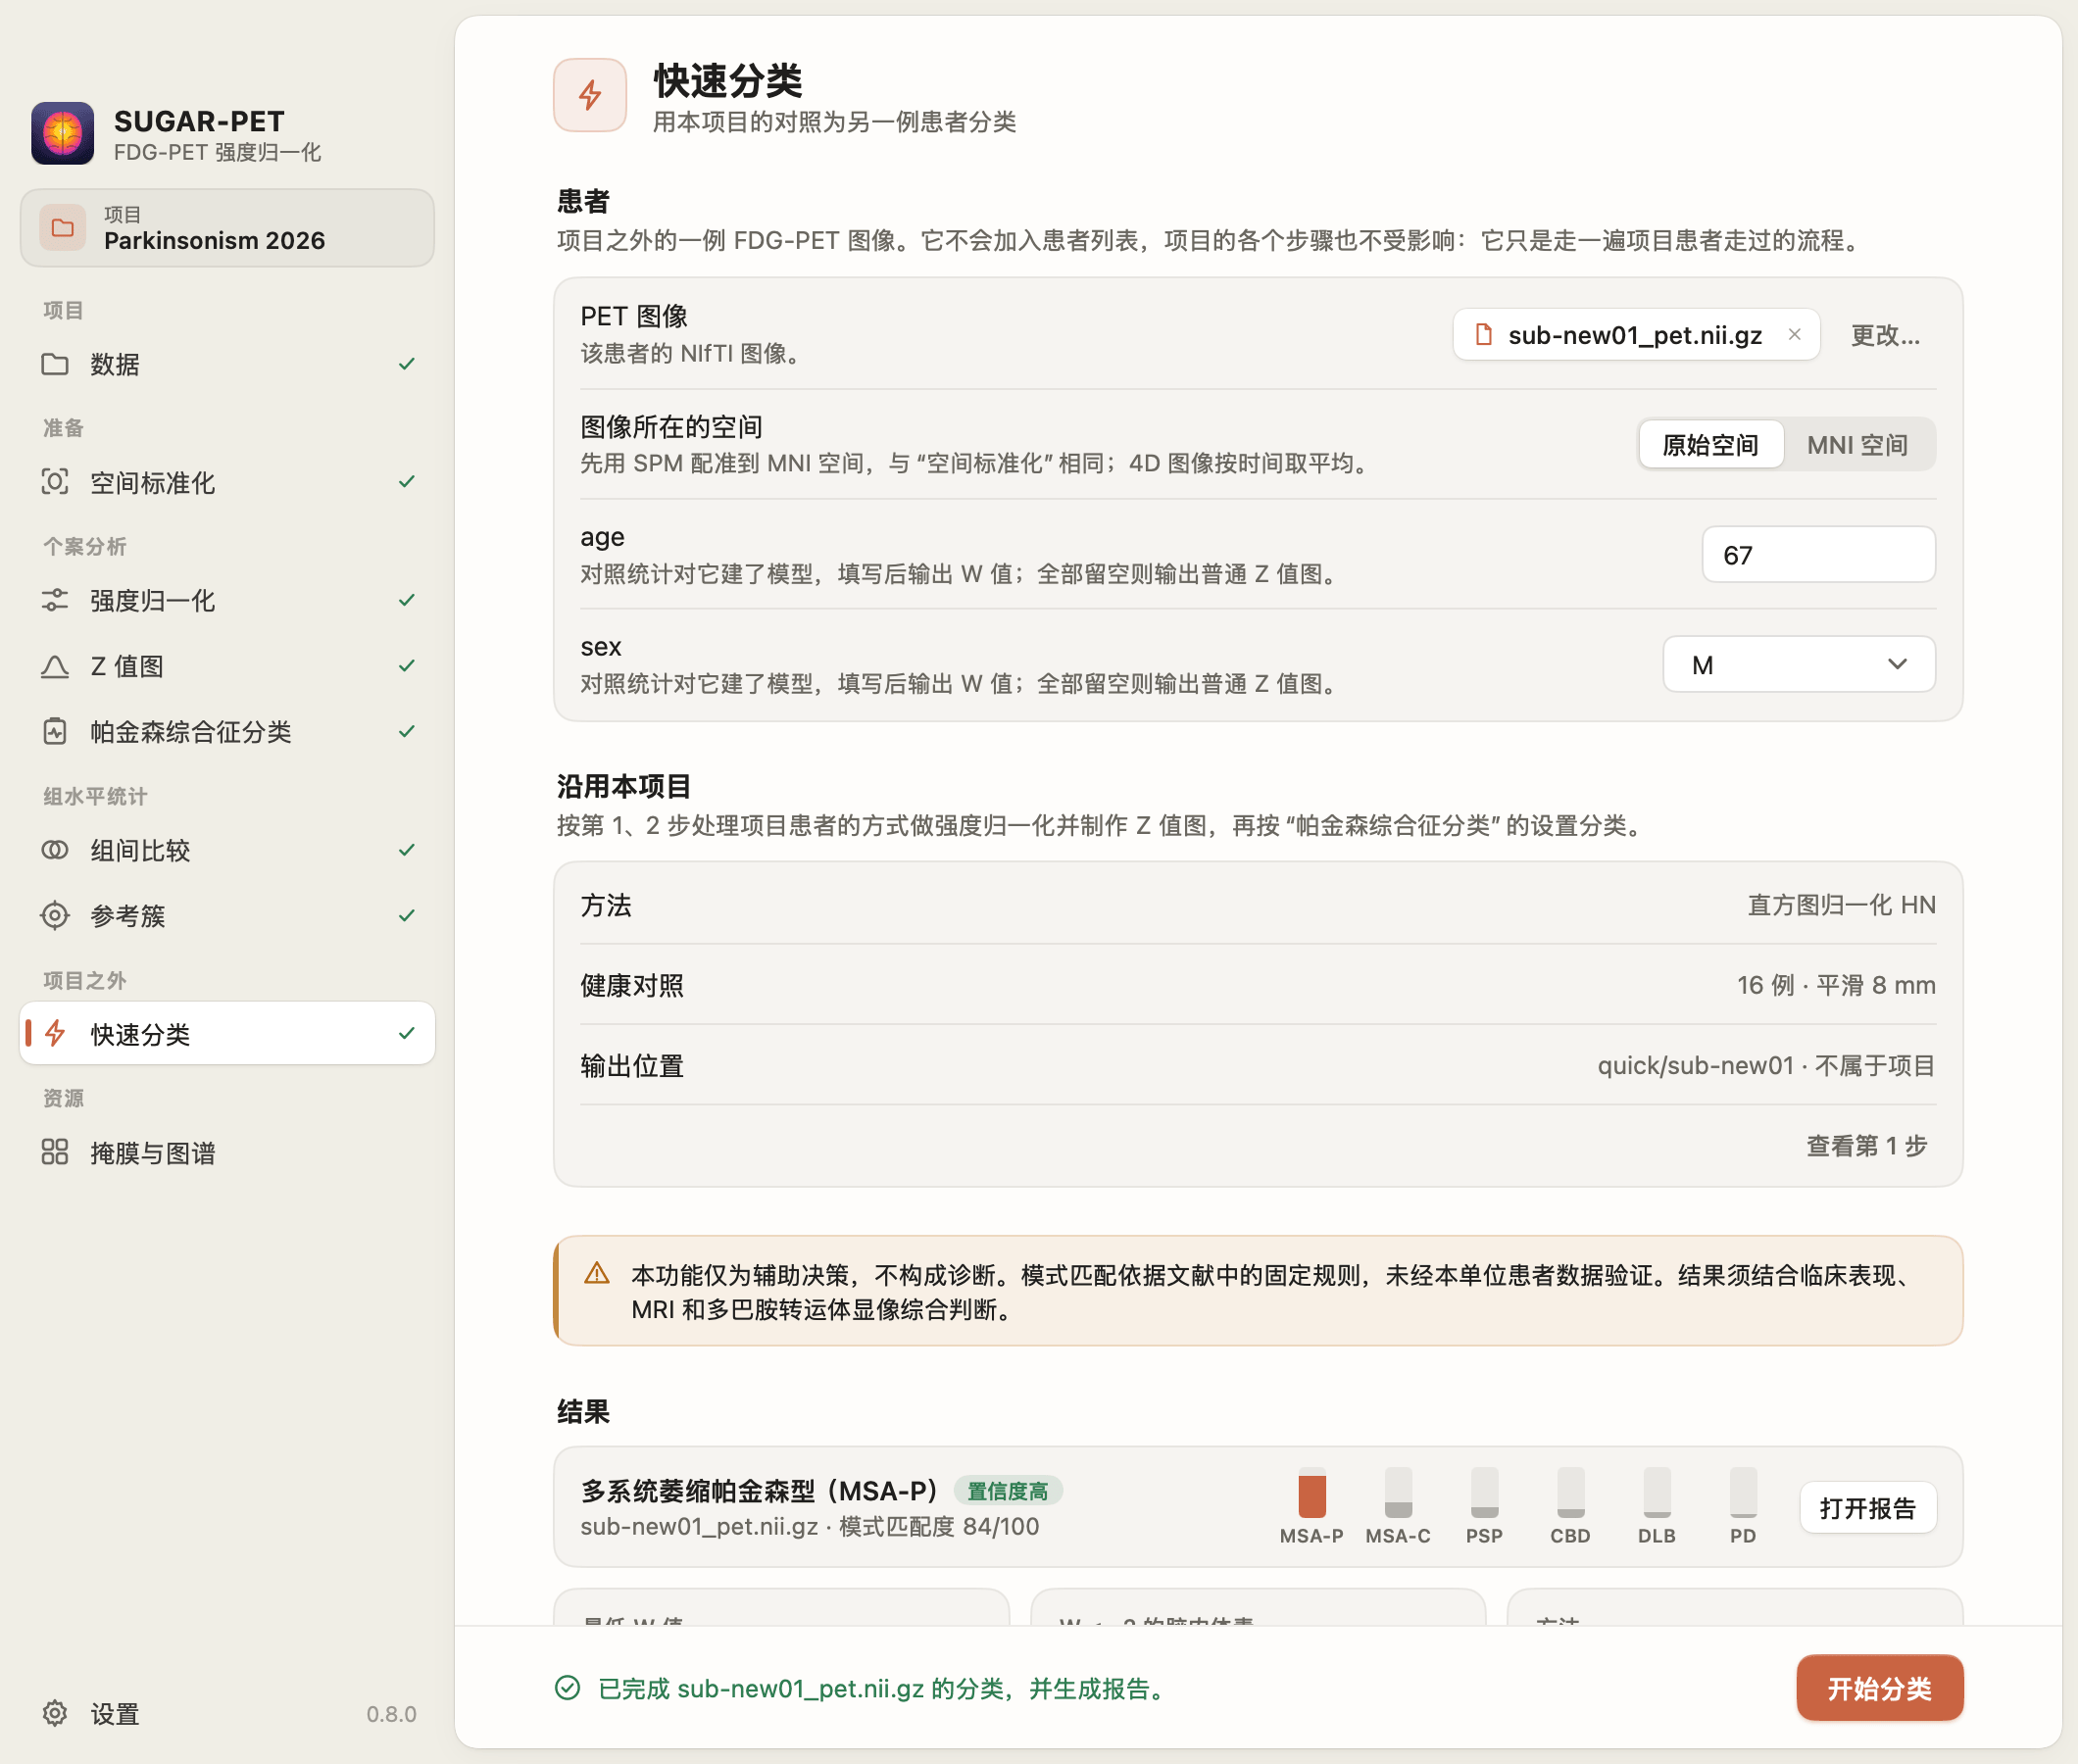 SUGAR-PET
FDG-PET 强度归一化
项目
Parkinsonism 2026
项目
数据
准备
空间标准化
个案分析
强度归一化
Z 值图
帕金森综合征分类
组水平统计
组间比较
参考簇
项目之外
快速分类
资源
掩膜与图谱
设置
0.8.0
快速分类
用本项目的对照为另一例患者分类
患者
项目之外的一例 FDG-PET 图像。它不会加入患者列表，项目的各个步骤也不受影响：它只是走一遍项目患者走过的流程。
PET 图像
该患者的 NIfTI 图像。
sub-new01_pet.nii.gz
更改...
图像所在的空间
先用 SPM 配准到 MNI 空间，与“空间标准化”相同；4D 图像按时间取平均。
原始空间
MNI 空间
age
对照统计对它建了模型，填写后输出 W 值；全部留空则输出普通 Z 值图。
67
sex
对照统计对它建了模型，填写后输出 W 值；全部留空则输出普通 Z 值图。
M
沿用本项目
按第 1、2 步处理项目患者的方式做强度归一化并制作 Z 值图，再按“帕金森综合征分类”的设置分类。
方法
直方图归一化 HN
健康对照
16 例 · 平滑 8 mm
输出位置
quick/sub-new01 · 不属于项目
查看第 1 步
本功能仅为辅助决策，不构成诊断。模式匹配依据文献中的固定规则，未经本单位患者数据验证。结果须结合临床表现、
MRI 和多巴胺转运体显像综合判断。
结果
多系统萎缩帕金森型（MSA-P）
置信度高
sub-new01_pet.nii.gz · 模式匹配度 84/100
MSA-P
MSA-C
PSP
CBD
DLB
PD
打开报告
已完成 sub-new01_pet.nii.gz 的分类，并生成报告。
开始分类